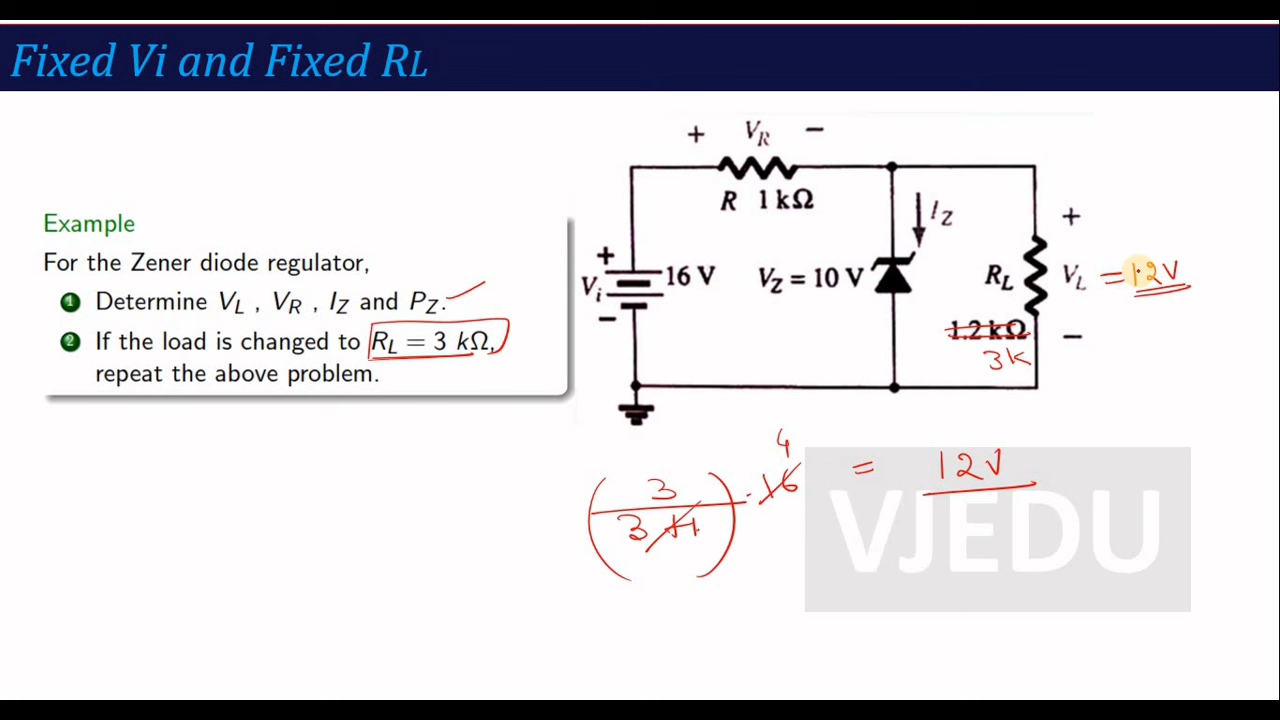 Fixed Vi and Fixed RL
Example
For the Zener diode regulator,
1 Determine VL , VR , IZ and PZ.
2 If the load is changed to RL = 3 kΩ,
repeat the above problem.
+ VR −
R 1 kΩ
IZ
+
Vi
16 V
−
VZ = 10 V
RL
1.2 kΩ
3K
+
VL = 12V
−
(3 / 3+1) · 16 4 = 12V
VJEDU